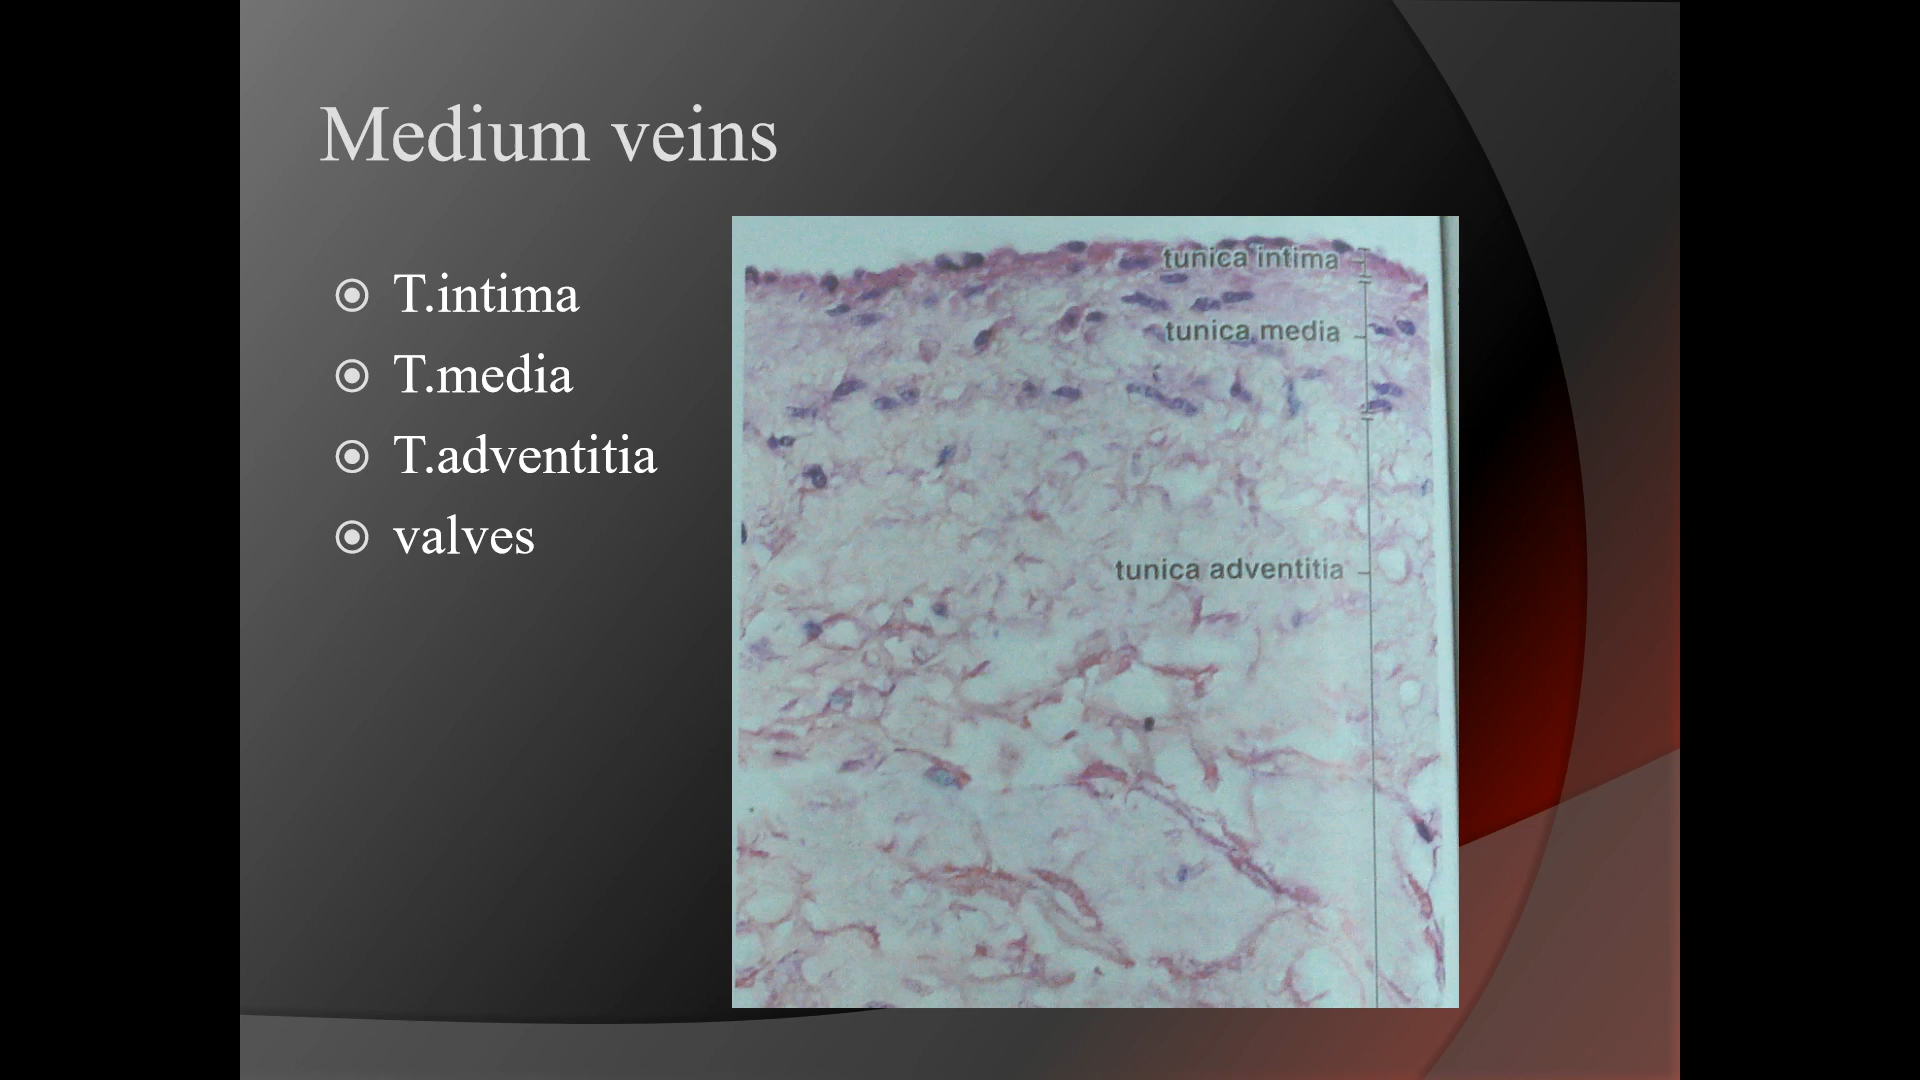 Medium veins
T.intima
T.media
T.adventitia
valves
tunica intima
tunica media
tunica adventitia